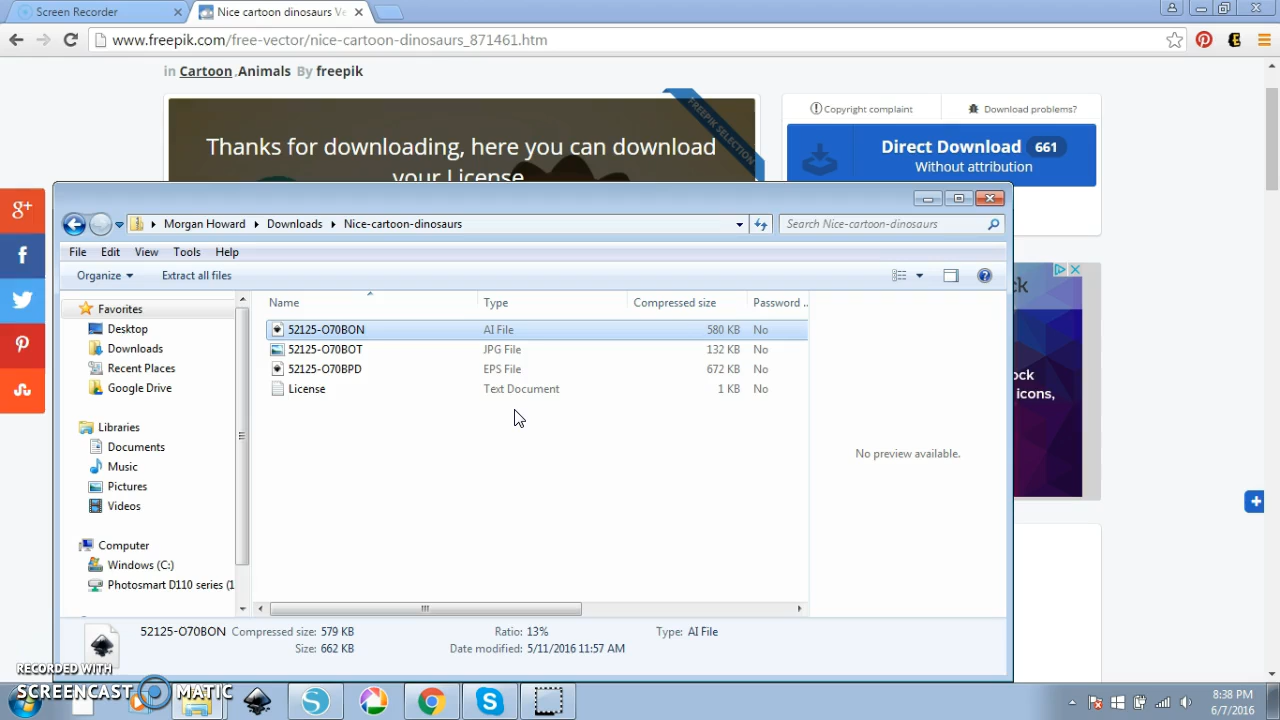 Screen Recorder
Nice cartoon dinosaurs Ve
www.freepik.com/free-vector/nice-cartoon-dinosaurs_871461.htm
in Cartoon ,Animals By freepik
FREEPIK SELECTION
Thanks for downloading, here you can download
your License
Copyright complaint
Download problems?
Direct Download 661
Without attribution
Morgan Howard
Downloads
Nice-cartoon-dinosaurs
Search Nice-cartoon-dinosaurs
File Edit View Tools Help
Organize
Extract all files
Name Type Compressed size Password ..
52125-O70BON AI File 580 KB No
52125-O70BOT JPG File 132 KB No
52125-O70BPD EPS File 672 KB No
License Text Document 1 KB No
Favorites
Desktop
Downloads
Recent Places
Google Drive
Libraries
Documents
Music
Pictures
Videos
Computer
Windows (C:)
Photosmart D110 series (1
No preview available.
ck
ock
icons,
52125-O70BON Compressed size: 579 KB Ratio: 13% Type: AI File
Size: 662 KB Date modified: 5/11/2016 11:57 AM
RECORDED WITH
SCREENCAST MATIC
8:38 PM
6/7/2016